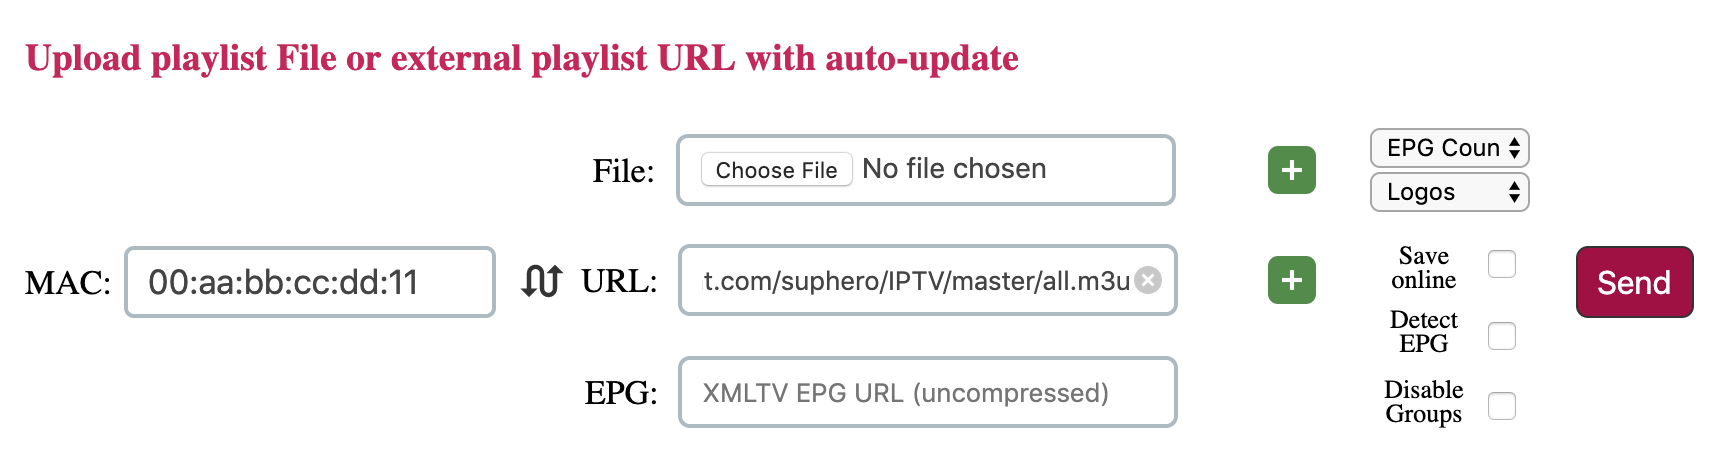 Upload playlist File or external playlist URL with auto-update
File: Choose File No file chosen
+
EPG Coun
Logos
MAC: 00:aa:bb:cc:dd:11
URL: t.com/suphero/IPTV/master/all.m3u
+
Save
online
Send
Detect
EPG
EPG: XMLTV EPG URL (uncompressed)
Disable
Groups